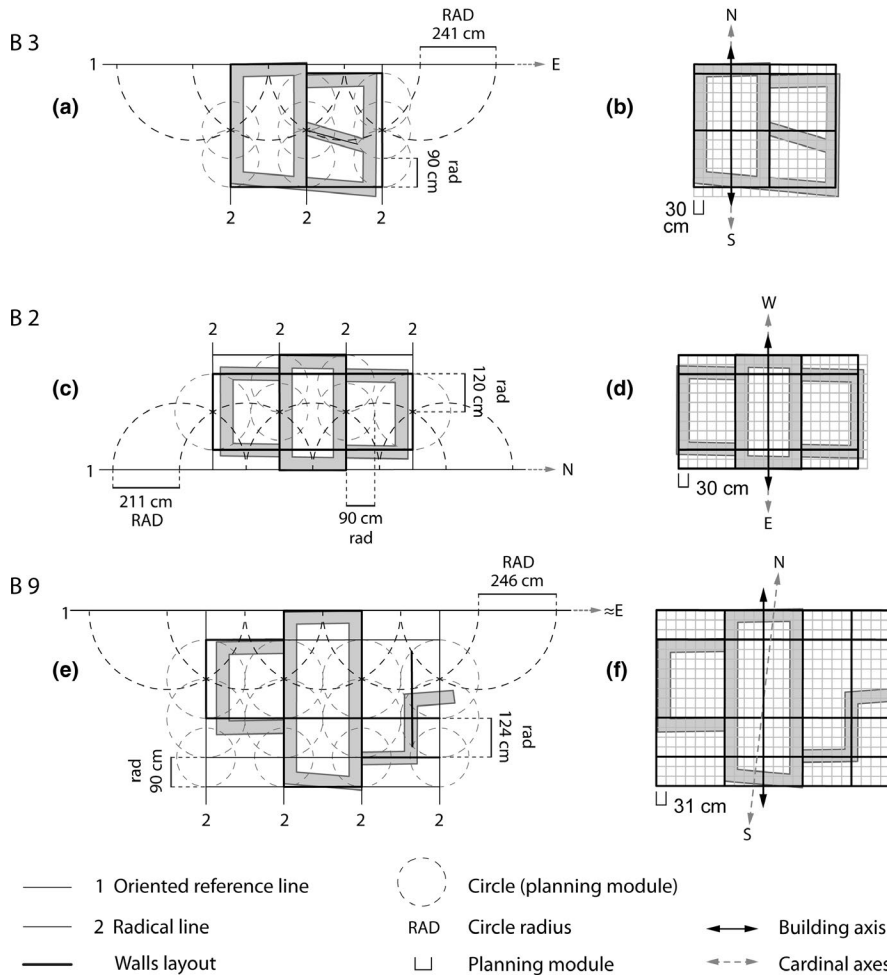 RAD
241 cm
N
B 3
1
E
(a)
(b)
rad
90 cm
2 2 2
30
cm
S
B 2
2 2 2 2
W
(c)
rad
120 cm
(d)
1
N
211 cm
RAD
90 cm
rad
30 cm
E
RAD
246 cm
N
B 9
1
≈E
(e)
(f)
rad
124 cm
rad
90 cm
2 2 2 2
31 cm
S
1 Oriented reference line
Circle (planning module)
2 Radical line
RAD Circle radius
Building axis
Walls layout
Planning module
Cardinal axes